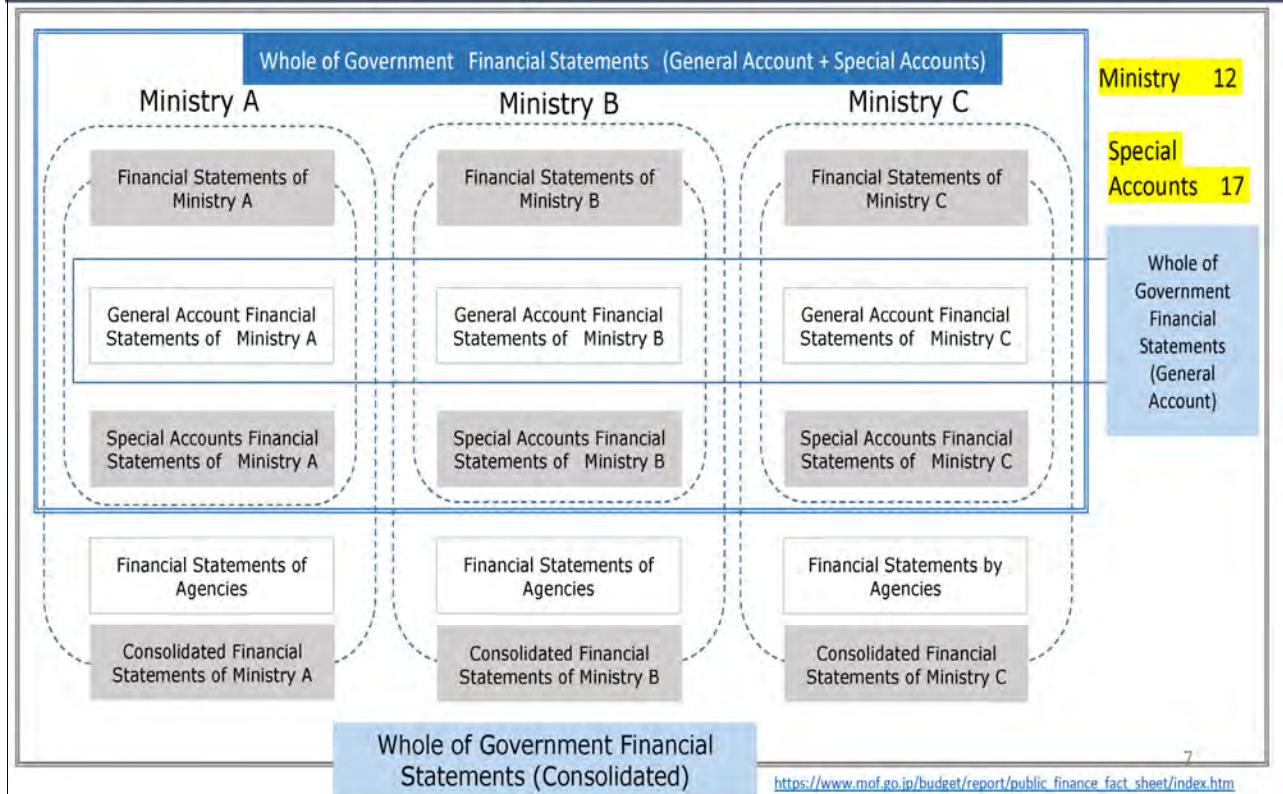 Whole of Government Financial Statements (General Account + Special Accounts)
Ministry A
Ministry B
Ministry C
Ministry 12
Special
Accounts 17
Financial Statements of
Ministry A
Financial Statements of
Ministry B
Financial Statements of
Ministry C
General Account Financial
Statements of Ministry A
General Account Financial
Statements of Ministry B
General Account Financial
Statements of Ministry C
Whole of
Government
Financial
Statements
(General
Account)
Special Accounts Financial
Statements of Ministry A
Special Accounts Financial
Statements of Ministry B
Special Accounts Financial
Statements of Ministry C
Financial Statements of
Agencies
Financial Statements of
Agencies
Financial Statements by
Agencies
Consolidated Financial
Statements of Ministry A
Consolidated Financial
Statements of Ministry B
Consolidated Financial
Statements of Ministry C
Whole of Government Financial
Statements (Consolidated)
7
https://www.mof.go.jp/budget/report/public_finance_fact_sheet/index.htm